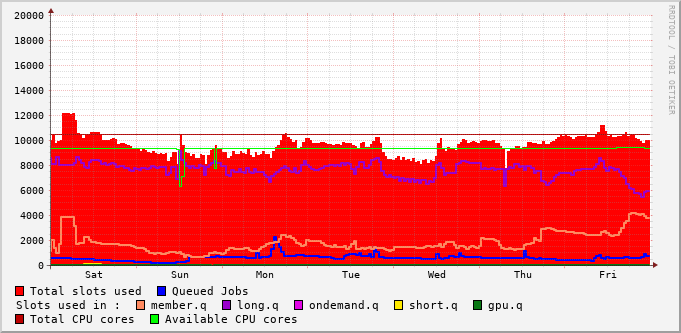 20000
18000
16000
14000
12000
10000
8000
6000
4000
2000
0
Sat Sun Mon Tue Wed Thu Fri
Total slots used Queued Jobs
Slots used in : member.q long.q ondemand.q short.q gpu.q
Total CPU cores Available CPU cores
RRDTOOL / TOBI OETIKER